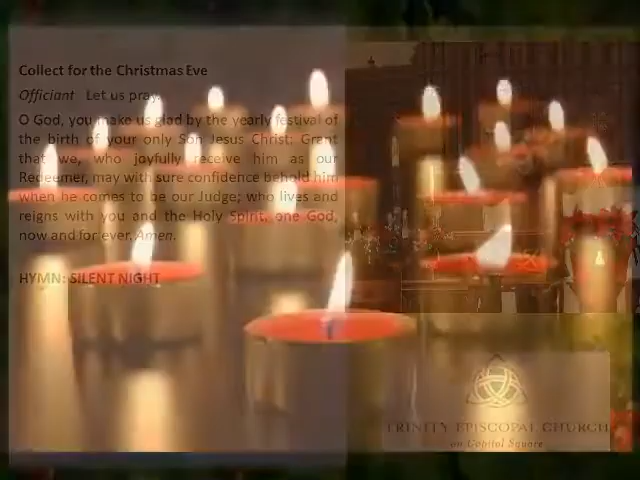 Collect for the Christmas Eve
Officiant Let us pray.
O God, you make us glad by the yearly festival of
the birth of your only Son Jesus Christ: Grant
that we, who joyfully receive him as our
Redeemer, may with sure confidence behold him
when he comes to be our Judge; who lives and
reigns with you and the Holy Spirit, one God,
now and for ever. Amen.
HYMN: SILENT NIGHT
TRINITY EPISCOPAL CHURCH
on Capitol Square